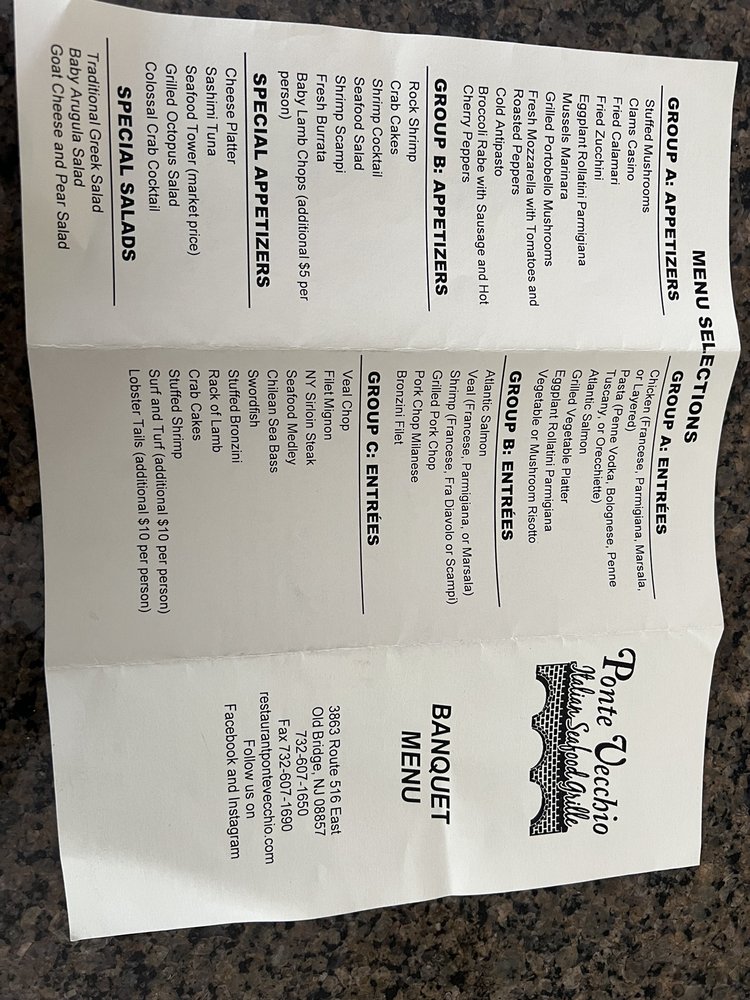 MENU SELECTIONS
GROUP A: APPETIZERS
Stuffed Mushrooms
Clams Casino
Fried Calamari
Fried Zucchini
Eggplant Rollatini Parmigiana
Mussels Marinara
Grilled Portobello Mushrooms
Fresh Mozzarella with Tomatoes and
Roasted Peppers
Cold Antipasto
Broccoli Rabe with Sausage and Hot
Cherry Peppers
GROUP B: APPETIZERS
Rock Shrimp
Crab Cakes
Shrimp Cocktail
Seafood Salad
Shrimp Scampi
Fresh Burrata
Baby Lamb Chops (additional $5 per
person)
SPECIAL APPETIZERS
Cheese Platter
Sashimi Tuna
Seafood Tower (market price)
Grilled Octopus Salad
Colossal Crab Cocktail
SPECIAL SALADS
Traditional Greek Salad
Baby Arugula Salad
Goat Cheese and Pear Salad
GROUP A: ENTRÉES
Chicken (Francese, Parmigiana, Marsala,
or Layered)
Pasta (Penne Vodka, Bolognese, Penne
Tuscany, or Orecchiette)
Atlantic Salmon
Grilled Vegetable Platter
Eggplant Rollatini Parmigiana
Vegetable or Mushroom Risotto
GROUP B: ENTRÉES
Atlantic Salmon
Veal (Francese, Parmigiana, or Marsala)
Shrimp (Francese, Fra Diavolo or Scampi)
Grilled Pork Chop
Pork Chop Milanese
Bronzini Filet
GROUP C: ENTRÉES
Veal Chop
Filet Mignon
NY Sirloin Steak
Seafood Medley
Chilean Sea Bass
Swordfish
Stuffed Bronzini
Rack of Lamb
Crab Cakes
Stuffed Shrimp
Surf and Turf (additional $10 per person)
Lobster Tails (additional $10 per person)
Ponte Vecchio
Italian Seafood Grille
BANQUET
MENU
3863 Route 516 East
Old Bridge, NJ 08857
732-607-1650
Fax 732-607-1690
restaurantpontevecchio.com
Follow us on
Facebook and Instagram